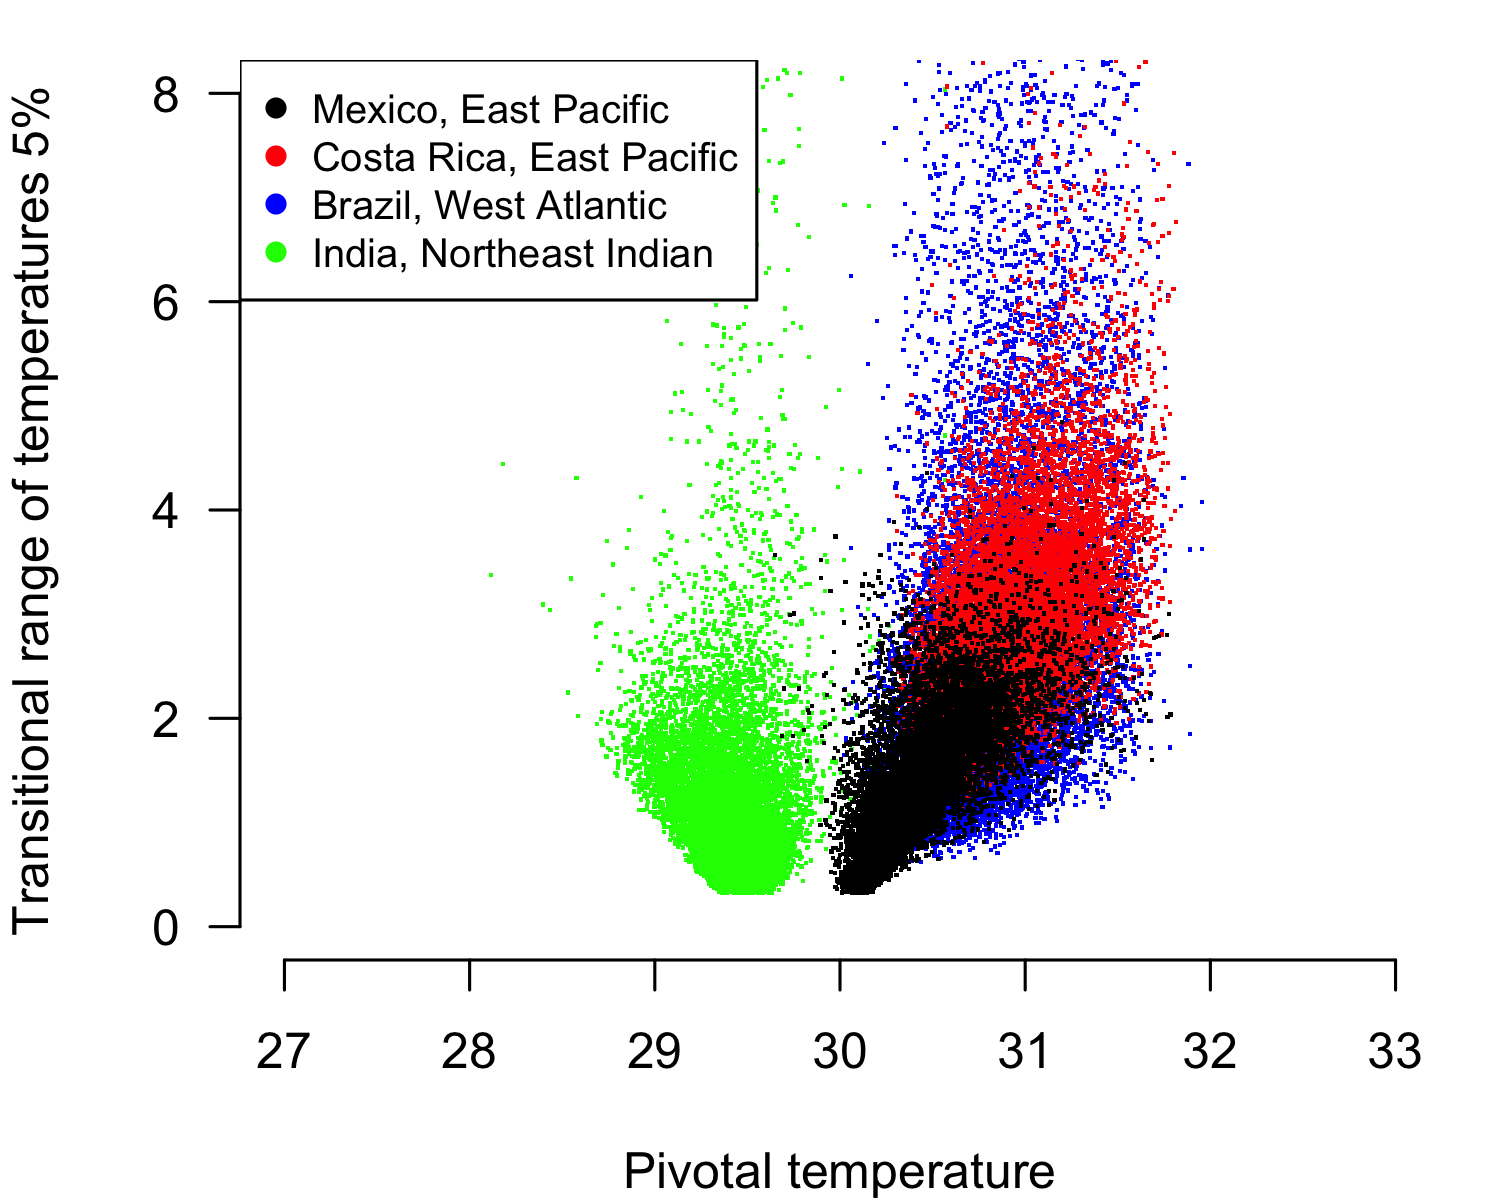 Transitional range of temperatures 5%
8
6
4
2
0
Mexico, East Pacific
Costa Rica, East Pacific
Brazil, West Atlantic
India, Northeast Indian
27 28 29 30 31 32 33
Pivotal temperature